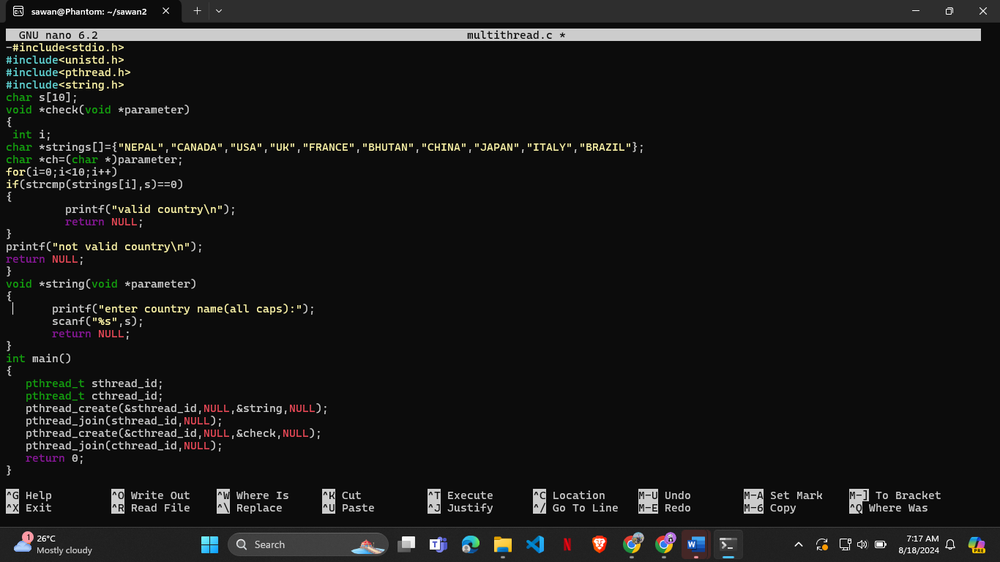 sawan@Phantom: ~/sawan2
GNU nano 6.2 multithread.c *
-#include<stdio.h>
#include<unistd.h>
#include<pthread.h>
#include<string.h>
char s[10];
void *check(void *parameter)
{
 int i;
char *strings[]={"NEPAL","CANADA","USA","UK","FRANCE","BHUTAN","CHINA","JAPAN","ITALY","BRAZIL"};
char *ch=(char *)parameter;
for(i=0;i<10;i++)
if(strcmp(strings[i],s)==0)
{
         printf("valid country\n");
         return NULL;
}
printf("not valid country\n");
return NULL;
}
void *string(void *parameter)
{
       printf("enter country name(all caps):");
       scanf("%s",s);
       return NULL;
}
int main()
{
   pthread_t sthread_id;
   pthread_t cthread_id;
   pthread_create(&sthread_id,NULL,&string,NULL);
   pthread_join(sthread_id,NULL);
   pthread_create(&cthread_id,NULL,&check,NULL);
   pthread_join(cthread_id,NULL);
   return 0;
}
^G Help ^O Write Out ^W Where Is ^K Cut ^T Execute ^C Location M-U Undo M-A Set Mark M-] To Bracket
^X Exit ^R Read File ^\ Replace ^U Paste ^J Justify ^/ Go To Line M-E Redo M-6 Copy ^Q Where Was
1
26°C
Mostly cloudy
Search
7:17 AM
8/18/2024
PRE